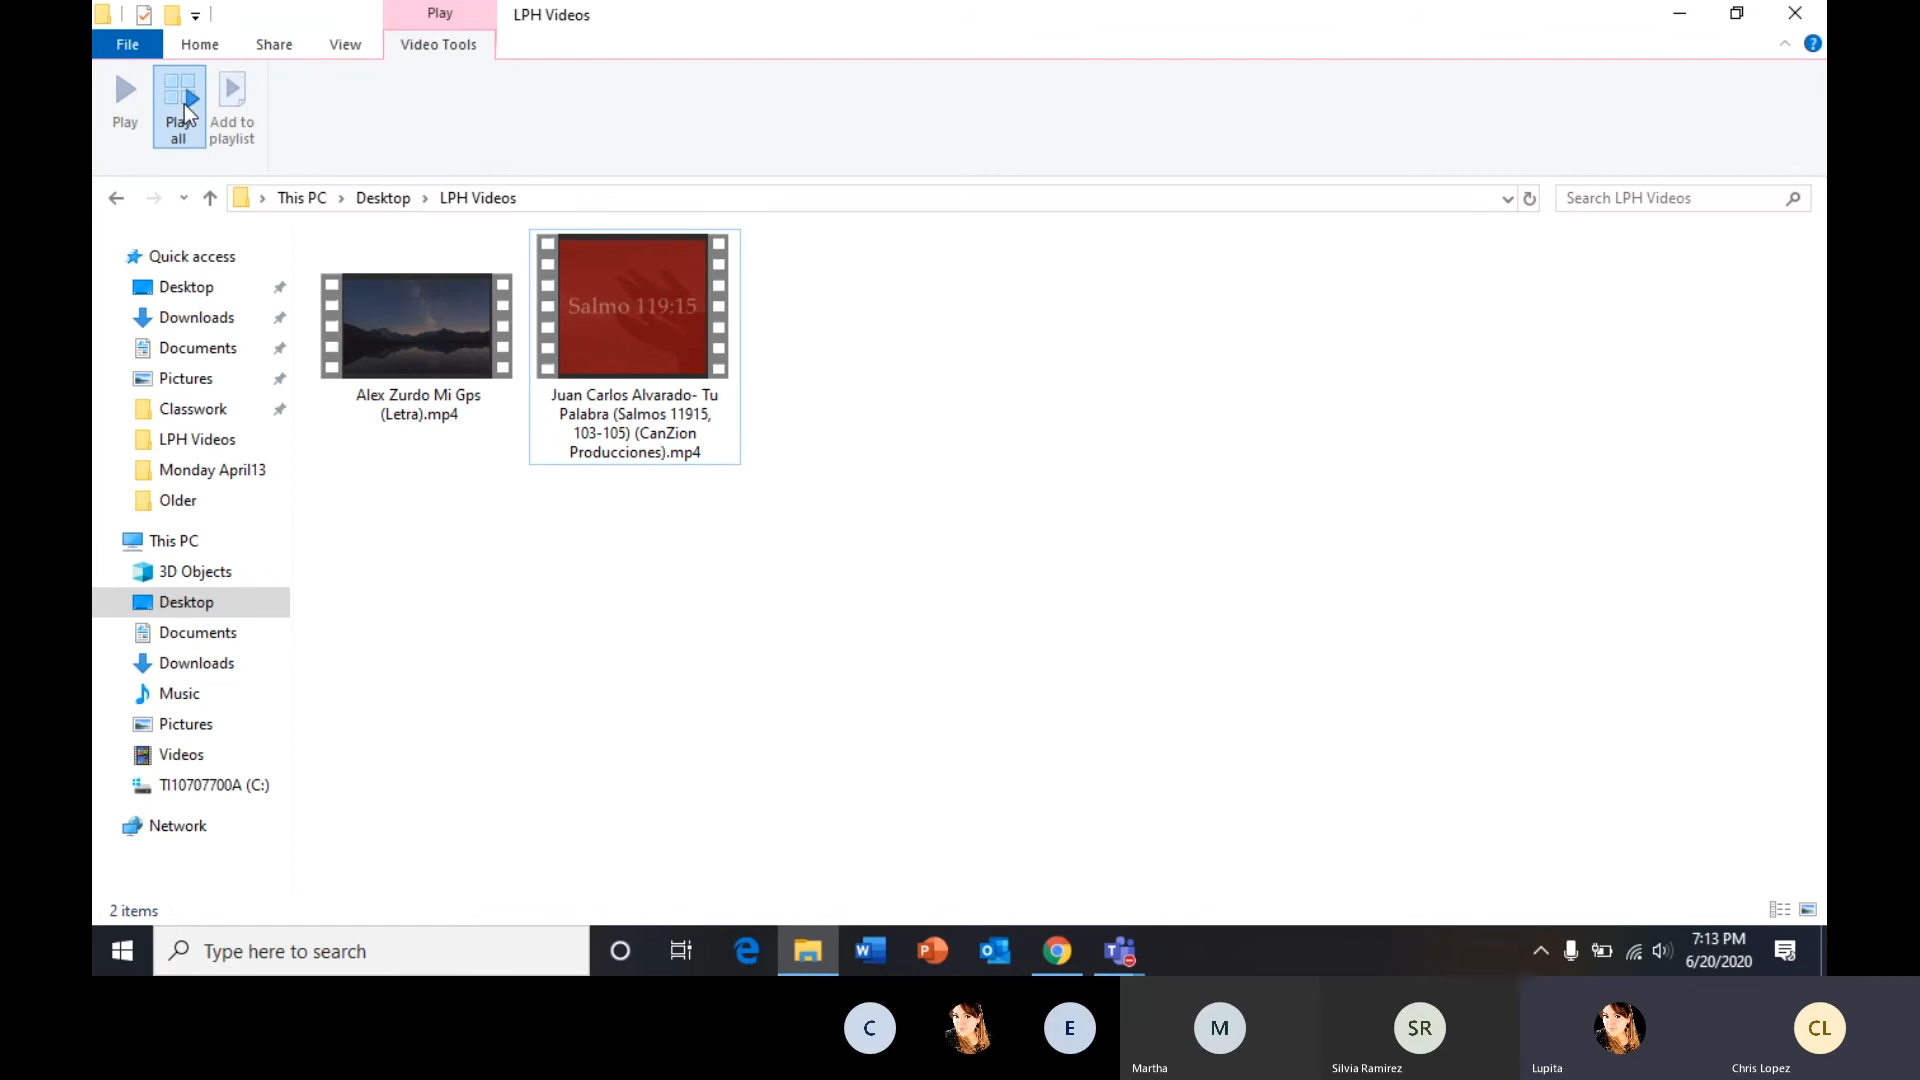 Play
LPH Videos
File
Home
Share
View
Video Tools
Play
Play
all
Add to
playlist
This PC
Desktop
LPH Videos
Search LPH Videos
Quick access
Desktop
Downloads
Documents
Pictures
Classwork
LPH Videos
Monday April13
Older
This PC
3D Objects
Desktop
Documents
Downloads
Music
Pictures
Videos
TI10707700A (C:)
Network
Salmo 119:15
Alex Zurdo Mi Gps
(Letra).mp4
Juan Carlos Alvarado- Tu
Palabra (Salmos 11915,
103-105) (CanZion
Producciones).mp4
2 items
Type here to search
7:13 PM
6/20/2020
C
E
M
SR
CL
Martha
Silvia Ramirez
Lupita
Chris Lopez